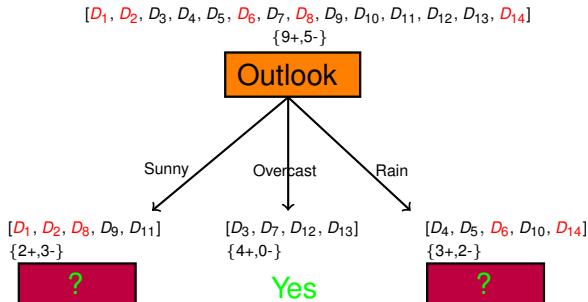 [D₁, D₂, D₃, D₄, D₅, D₆, D₇, D₈, D₉, D₁₀, D₁₁, D₁₂, D₁₃, D₁₄]
{9+,5-}
Outlook
Sunny Overcast Rain
[D₁, D₂, D₈, D₉, D₁₁] [D₃, D₇, D₁₂, D₁₃] [D₄, D₅, D₆, D₁₀, D₁₄]
{2+,3-} {4+,0-} {3+,2-}
? Yes ?